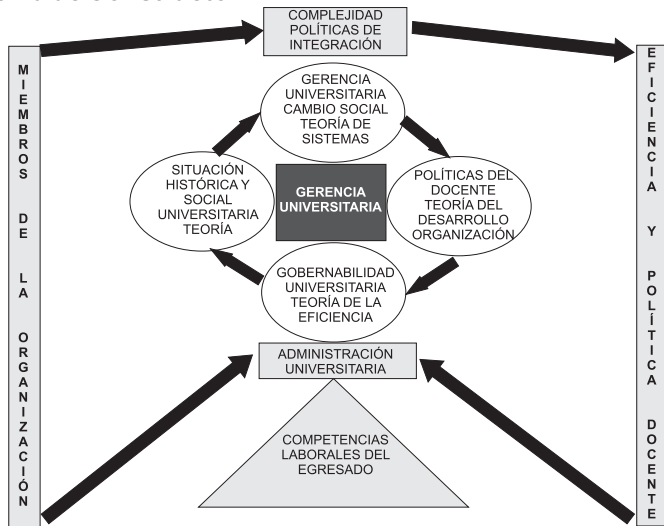 COMPLEJIDAD
POLÍTICAS DE
INTEGRACIÓN
MIEMBROS DE LA ORGANIZACIÓN
GERENCIA
UNIVERSITARIA
CAMBIO SOCIAL
TEORÍA DE
SISTEMAS
SITUACIÓN
HISTÓRICA Y
SOCIAL
UNIVERSITARIA
TEORÍA
GERENCIA
UNIVERSITARIA
POLÍTICAS DEL
DOCENTE
TEORÍA DEL
DESARROLLO
ORGANIZACIÓN
GOBERNABILIDAD
UNIVERSITARIA
TEORÍA DE LA
EFICIENCIA
ADMINISTRACIÓN
UNIVERSITARIA
COMPETENCIAS
LABORALES DEL
EGRESADO
EFICIENCIA Y POLÍTICA DOCENTE